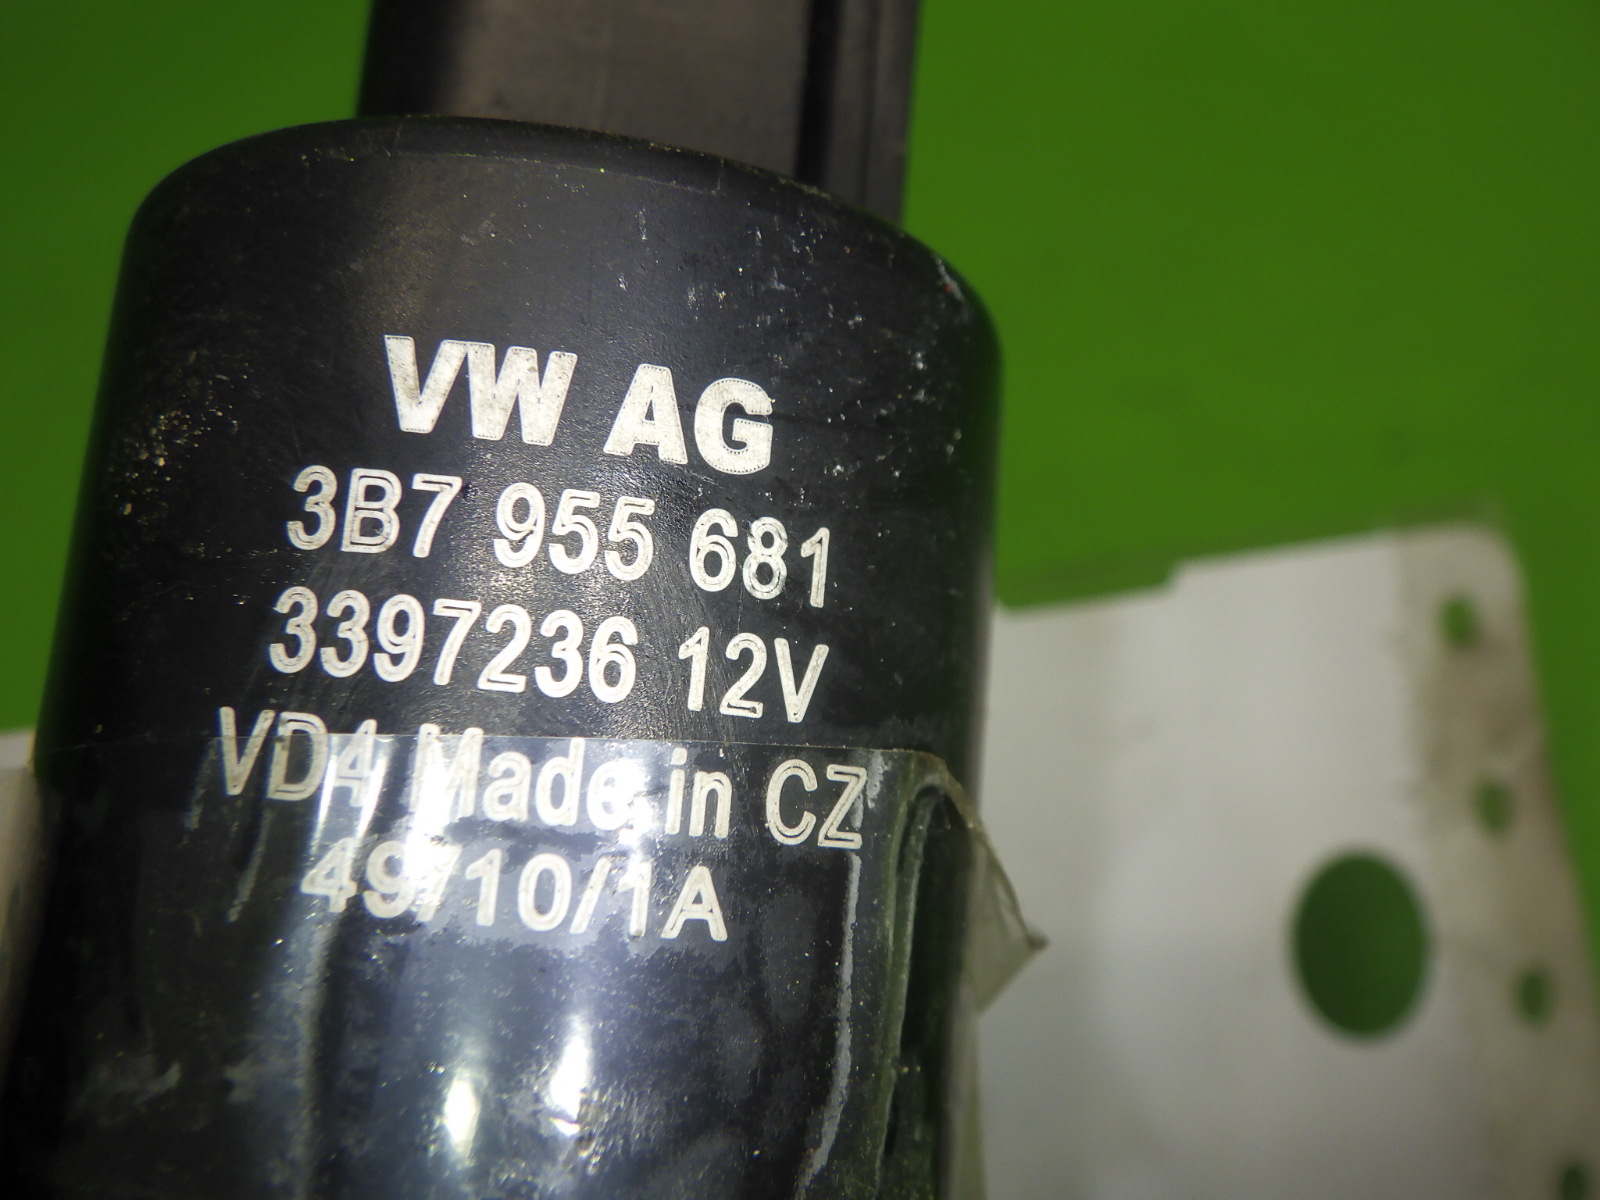 VW AG
3B7 955 681
3397236 12V
VD4 Made in CZ
49/10/1A